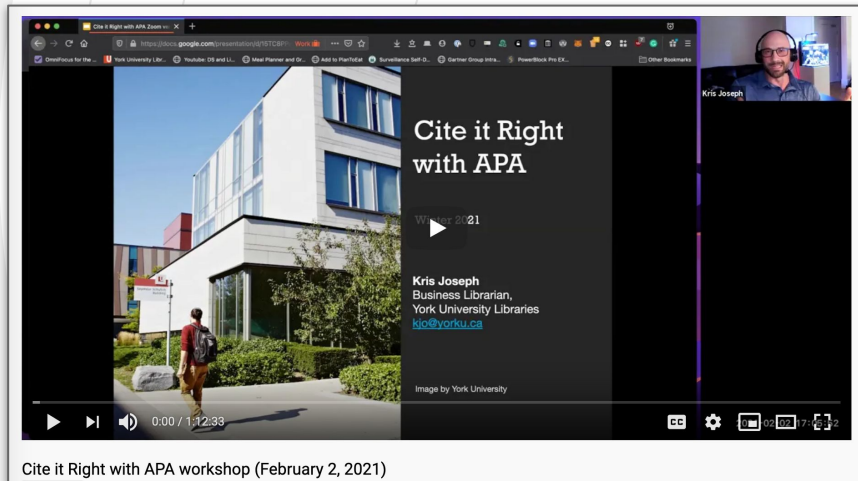 Cite it Right with APA Zoom
https://docs.google.com/presentation/d/15TC8P
Work
OmniFocus for the ...
York University Libr...
Youtube: DS and Li...
Meal Planner and Gr...
Add to PlanToEat
Surveillance Self-D...
Gartner Group Intra...
PowerBlock Pro EX...
Other Bookmarks
Kris Joseph
Cite it Right
with APA
Winter 2021
Kris Joseph
Business Librarian,
York University Libraries
kjo@yorku.ca
Image by York University
0:00 / 1:12:33
CC
Cite it Right with APA workshop (February 2, 2021)